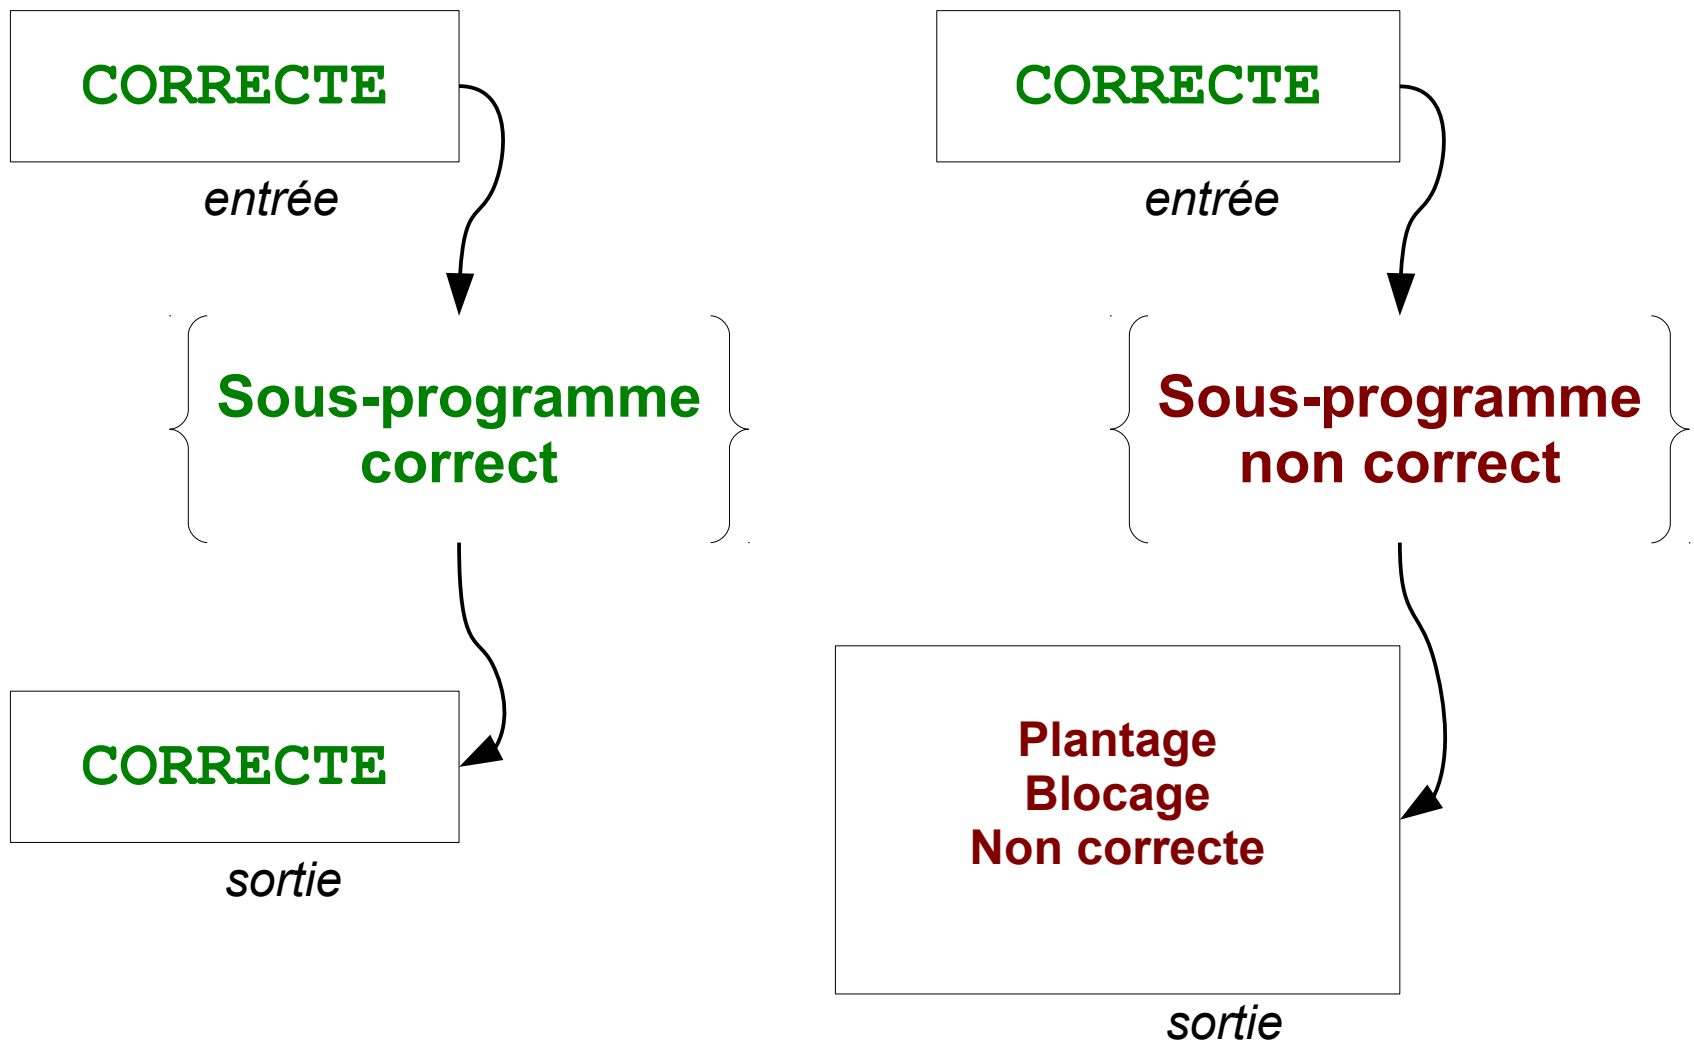 CORRECTE
entrée
Sous-programme
correct
CORRECTE
sortie
CORRECTE
entrée
Sous-programme
non correct
Plantage
Blocage
Non correcte
sortie